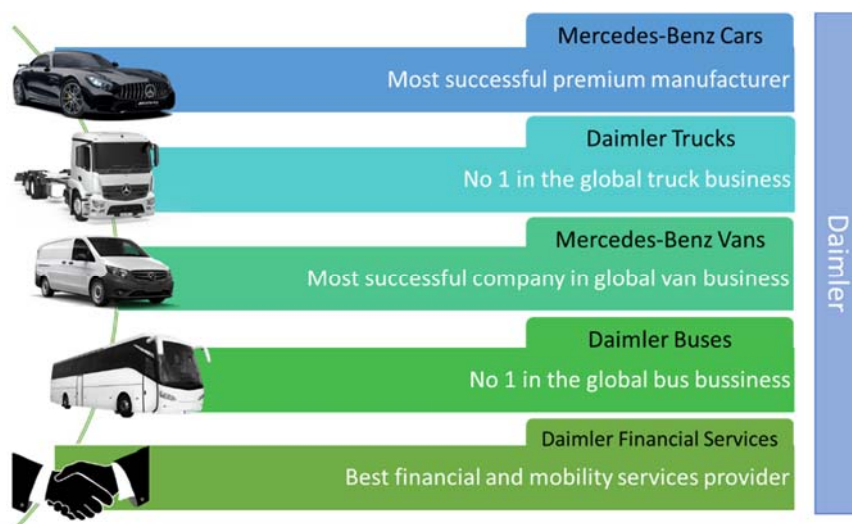 Mercedes-Benz Cars
Most successful premium manufacturer
Daimler Trucks
No 1 in the global truck business
Mercedes-Benz Vans
Most successful company in global van business
Daimler Buses
No 1 in the global bus bussiness
Daimler Financial Services
Best financial and mobility services provider
Daimler